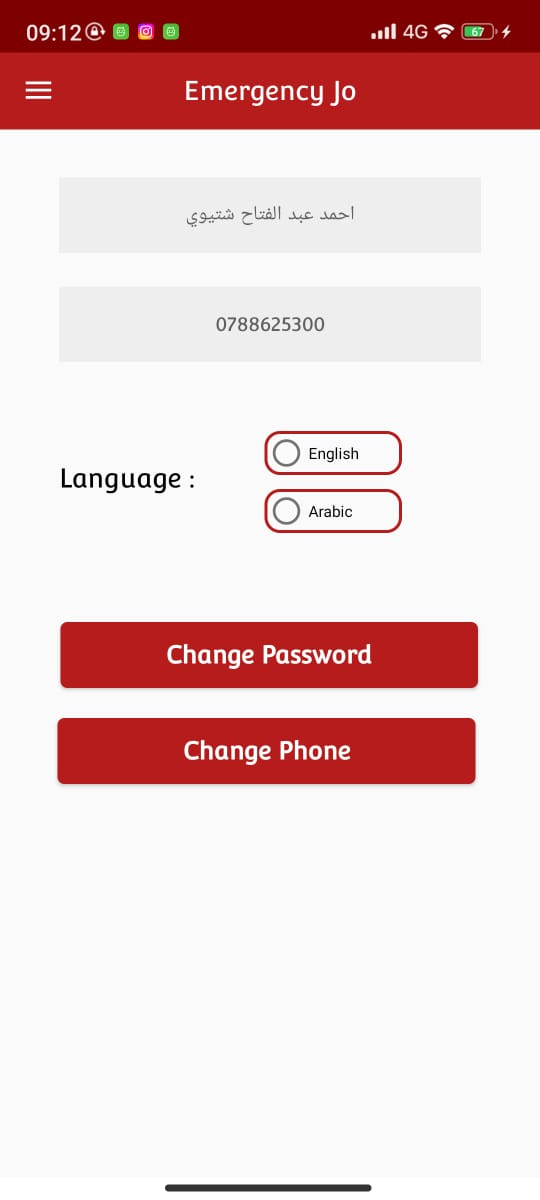 09:12
4G
67
Emergency Jo
احمد عبد الفتاح شتيوي
0788625300
Language :
English
Arabic
Change Password
Change Phone